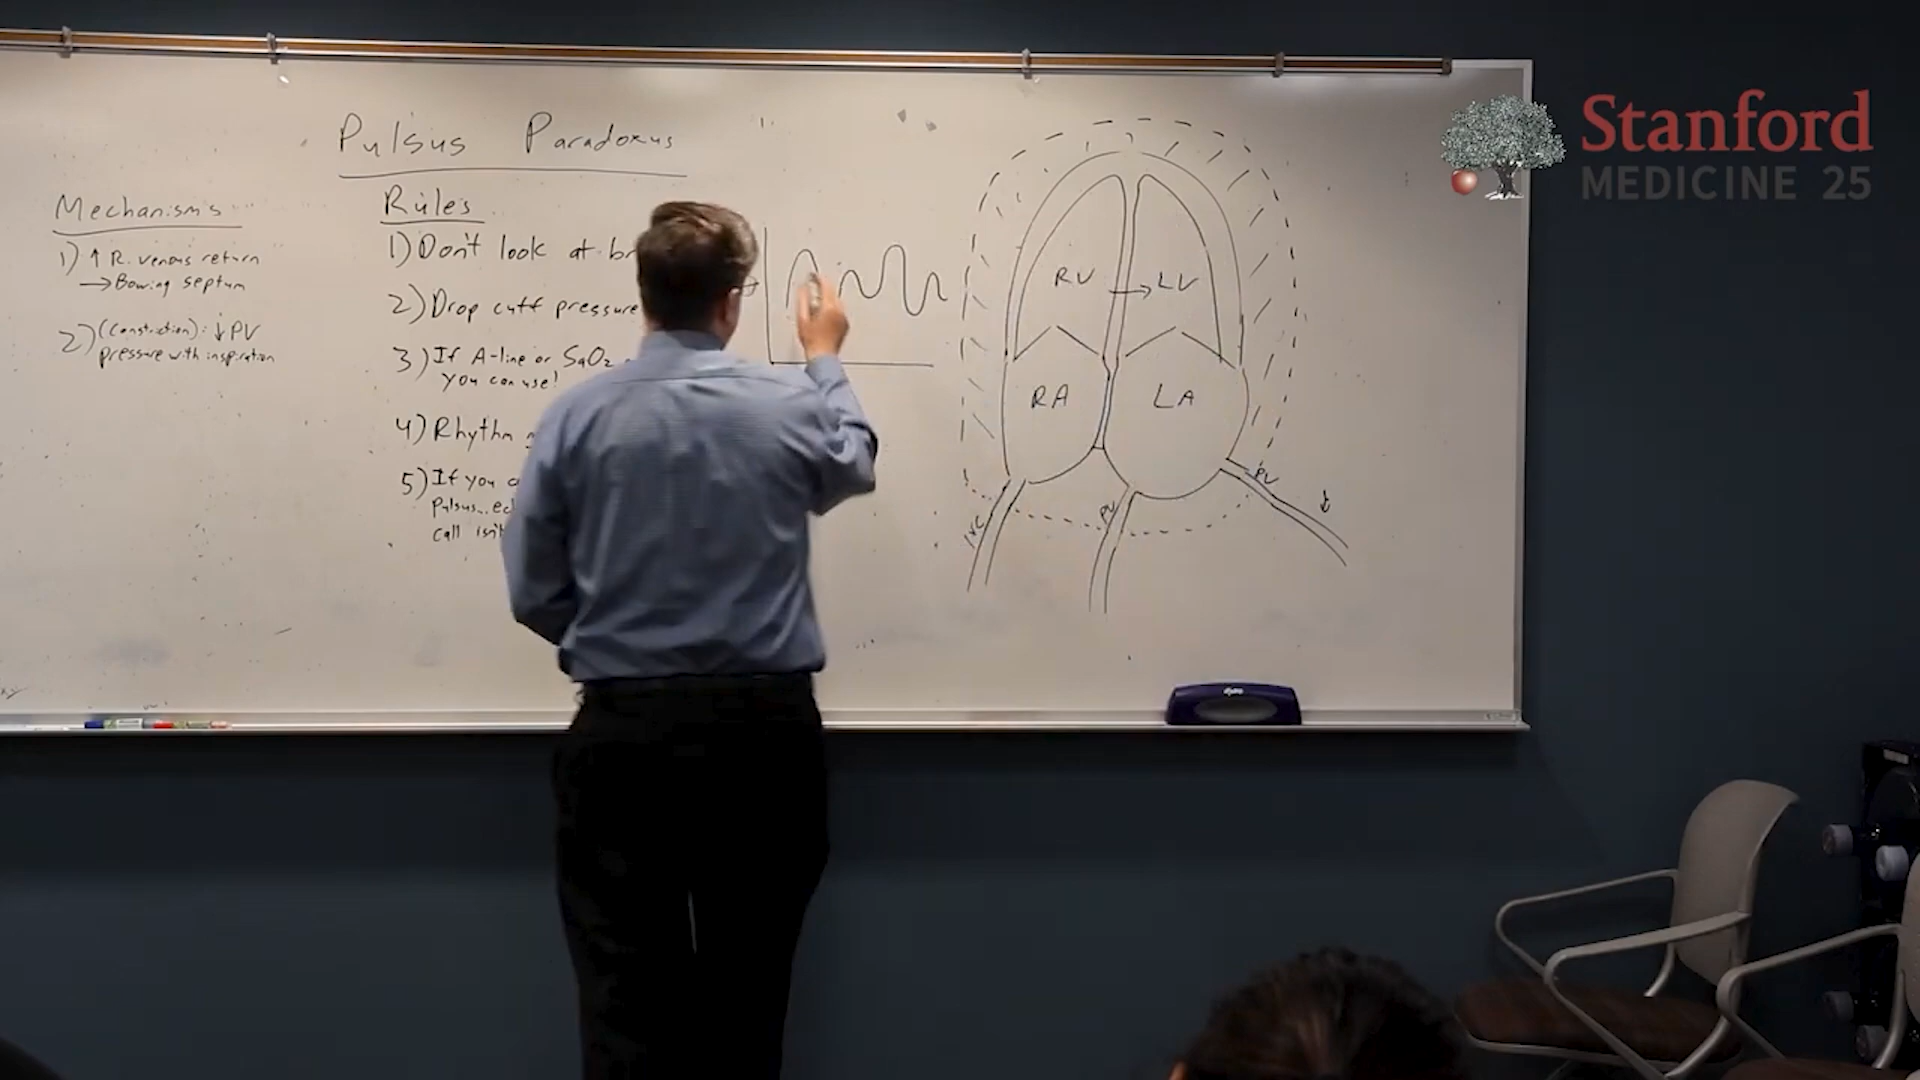 Pulsus Paradoxus
Mechanisms
1) ↑ R. venous return
→ Bowing septum
2) (Constriction): ↓ PV
pressure with inspiration
Rules
1) Don't look at
2) Drop cuff pressure
3) If A-line or SaO2
you can use!
4) Rhythm
5) If you
Pulsus..
call isn't
RV → LV
RA LA
IVC
PV
PV ↓
Stanford
MEDICINE 25
expo